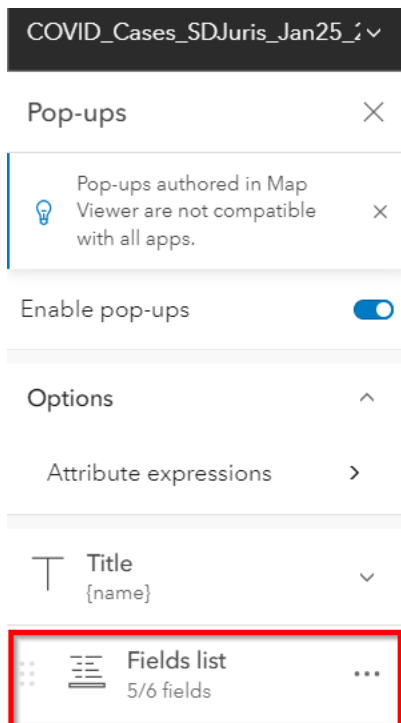 COVID_Cases_SDJuris_Jan25_
Pop-ups
Pop-ups authored in Map
Viewer are not compatible
with all apps.
Enable pop-ups
Options
Attribute expressions
Title
{name}
Fields list
5/6 fields